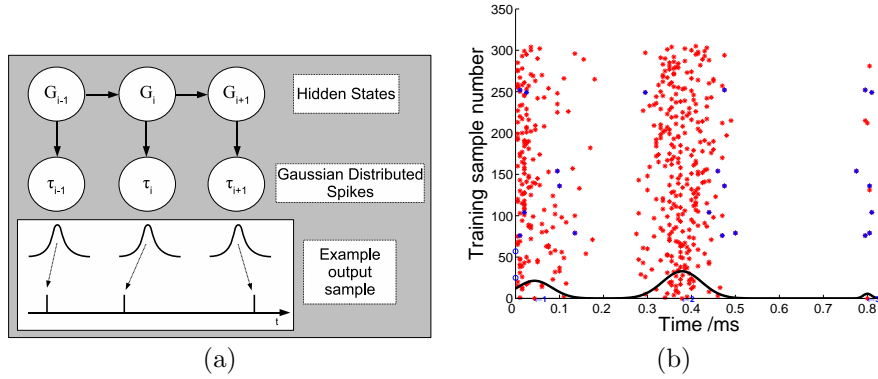 G i-1
G i
G i+1
Hidden States
τ i-1
τ i
τ i+1
Gaussian Distributed
Spikes
Example
output
sample
t
(a)
Training sample number
350
300
250
200
150
100
50
0
0 0.1 0.2 0.3 0.4 0.5 0.6 0.7 0.8
1 2
Time /ms
(b)